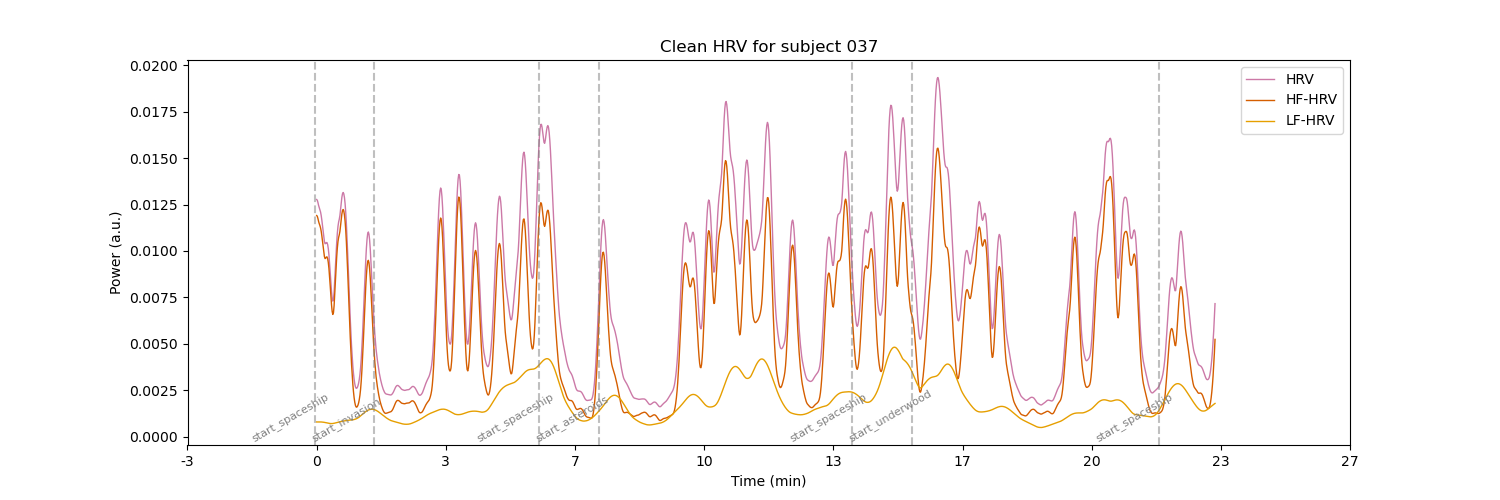 Clean HRV for subject 037
HRV
HF-HRV
LF-HRV
Power (a.u.)
0.0200
0.0175
0.0150
0.0125
0.0100
0.0075
0.0050
0.0025
0.0000
start_spaceship
start_invasion
start_spaceship
start_asteroids
start_spaceship
start_underwood
start_spaceship
-3 0 3 7 10 13 17 20 23 27
Time (min)